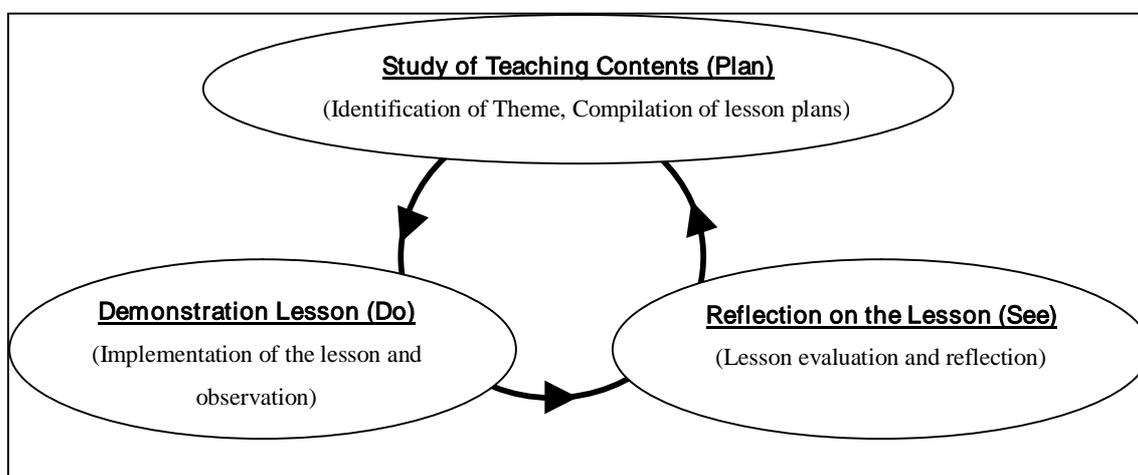 Study of Teaching Contents (Plan)
(Identification of Theme, Compilation of lesson plans)
Demonstration Lesson (Do)
(Implementation of the lesson and
observation)
Reflection on the Lesson (See)
(Lesson evaluation and reflection)